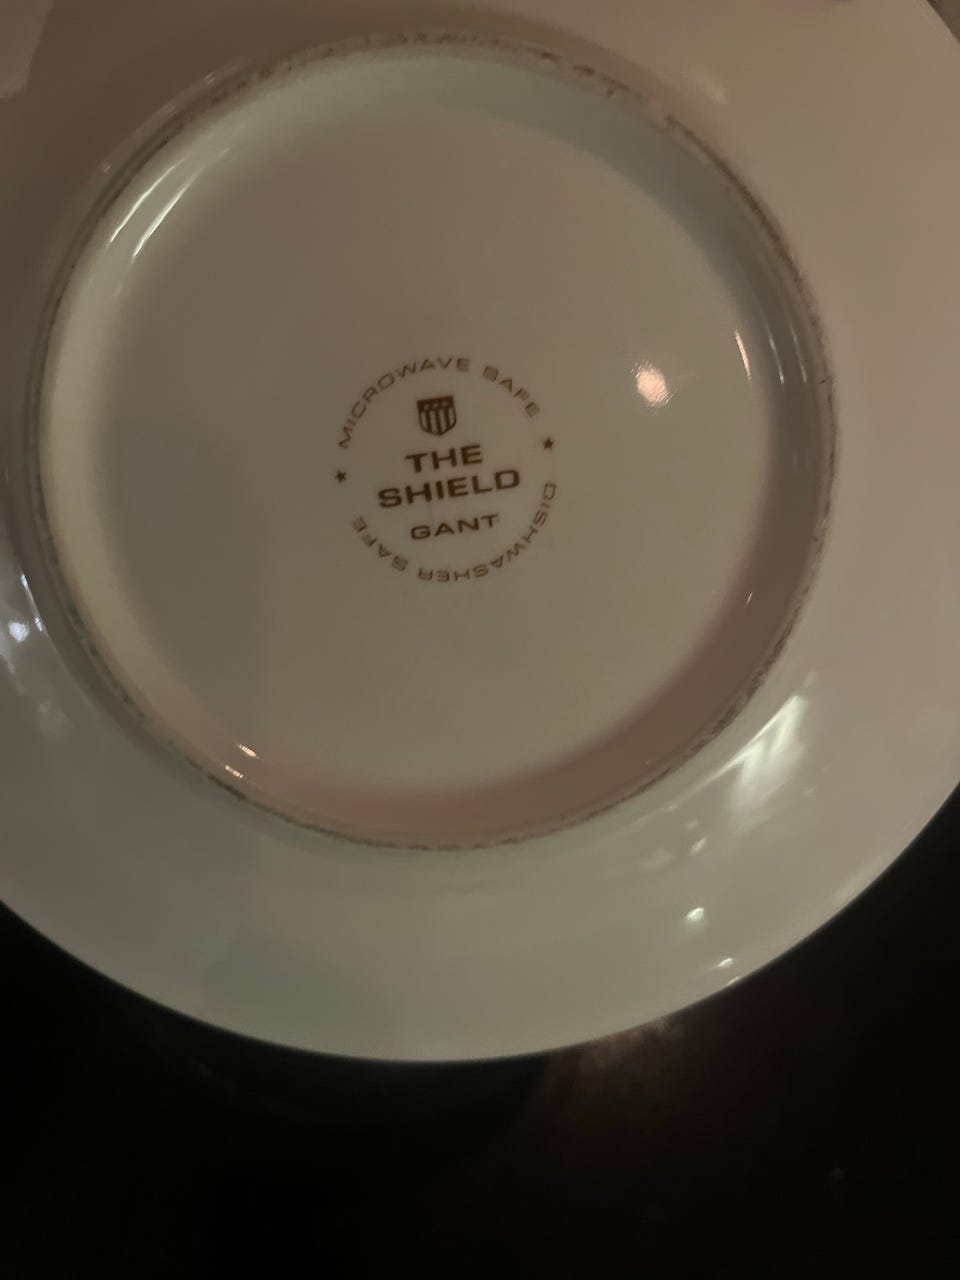 MICROWAVE SAFE
THE
SHIELD
GANT
DISHWASHER SAFE